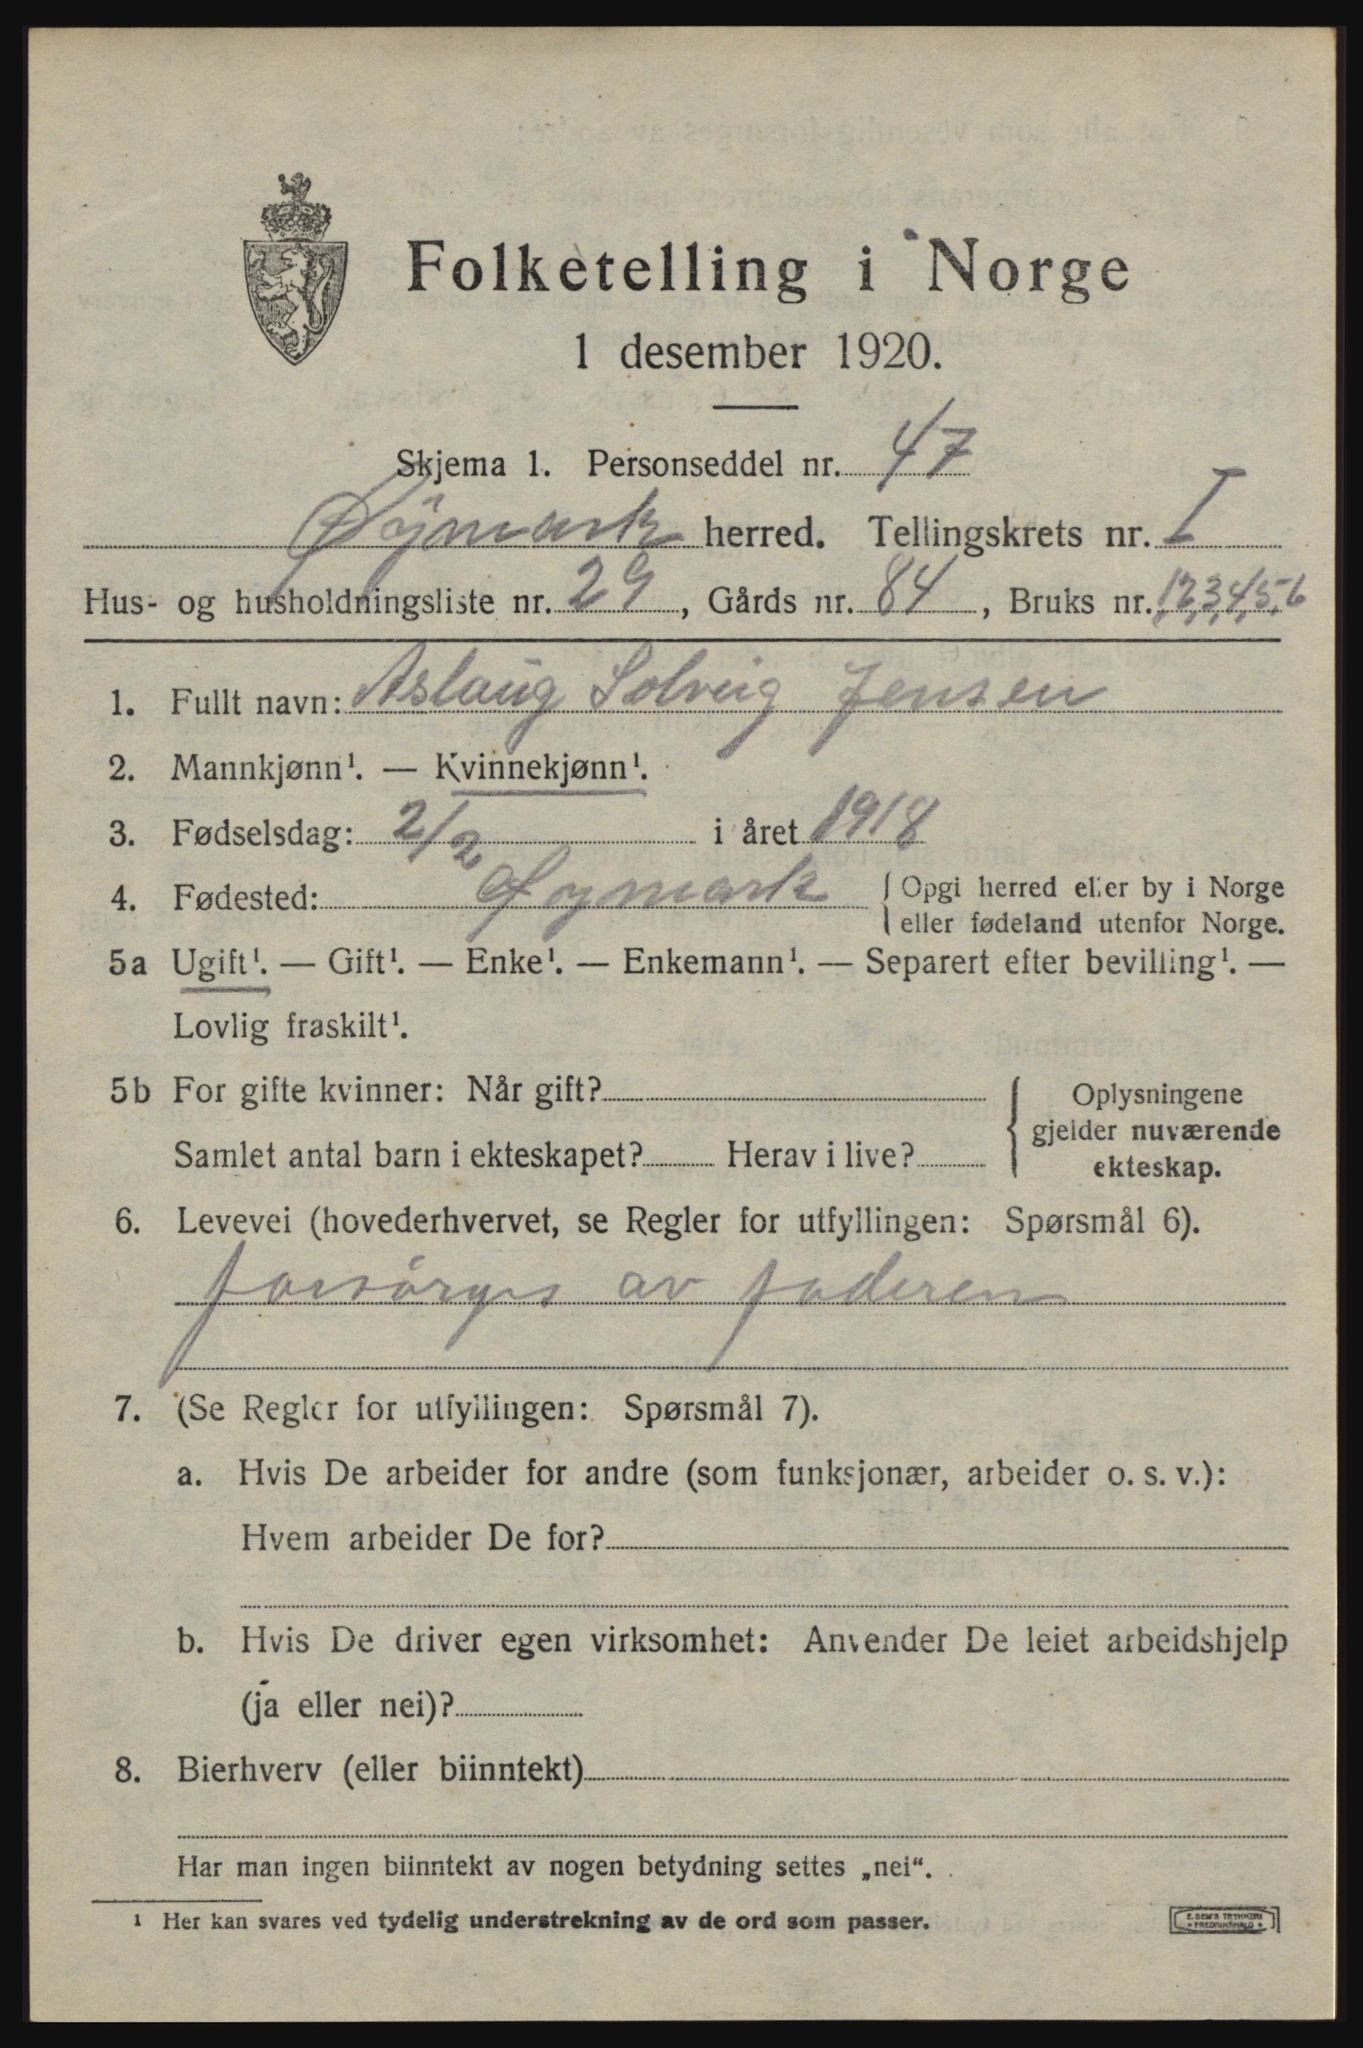 Folketelling i Norge
1 desember 1920.
Skjema 1. Personseddel nr. 47
Øymark herred. Tellingskrets nr. I
Hus- og husholdningsliste nr. 29, Gårds nr. 84, Bruks nr. 1,2,3,4,5,6
1. Fullt navn: Aslaug Solveig Jensen
2. Mannkjønn¹. — Kvinnekjønn¹.
3. Fødselsdag: 2/2 i året 1918
4. Fødested: Øymark { Opgi herred eller by i Norge
eller fødeland utenfor Norge.
5a Ugift¹. — Gift¹. — Enke¹. — Enkemann¹. — Separert efter bevilling¹. —
Lovlig fraskilt¹.
5b For gifte kvinner: Når gift?
Samlet antal barn i ekteskapet? Herav i live?
Oplysningene
gjelder nuværende
ekteskap.
6. Levevei (hovederhvervet, se Regler for utfyllingen: Spørsmål 6).
forsørges av faderen
7. (Se Regler for utfyllingen: Spørsmål 7).
a. Hvis De arbeider for andre (som funksjonær, arbeider o. s. v.):
Hvem arbeider De for?
b. Hvis De driver egen virksomhet: Anvender De leiet arbeidshjelp
(ja eller nei)?
8. Bierhverv (eller biinntekt)
Har man ingen biinntekt av nogen betydning settes „nei“.
¹ Her kan svares ved tydelig understrekning av de ord som passer.
E. SEM'S TRYKKERI
• FREDRIKSHALD •